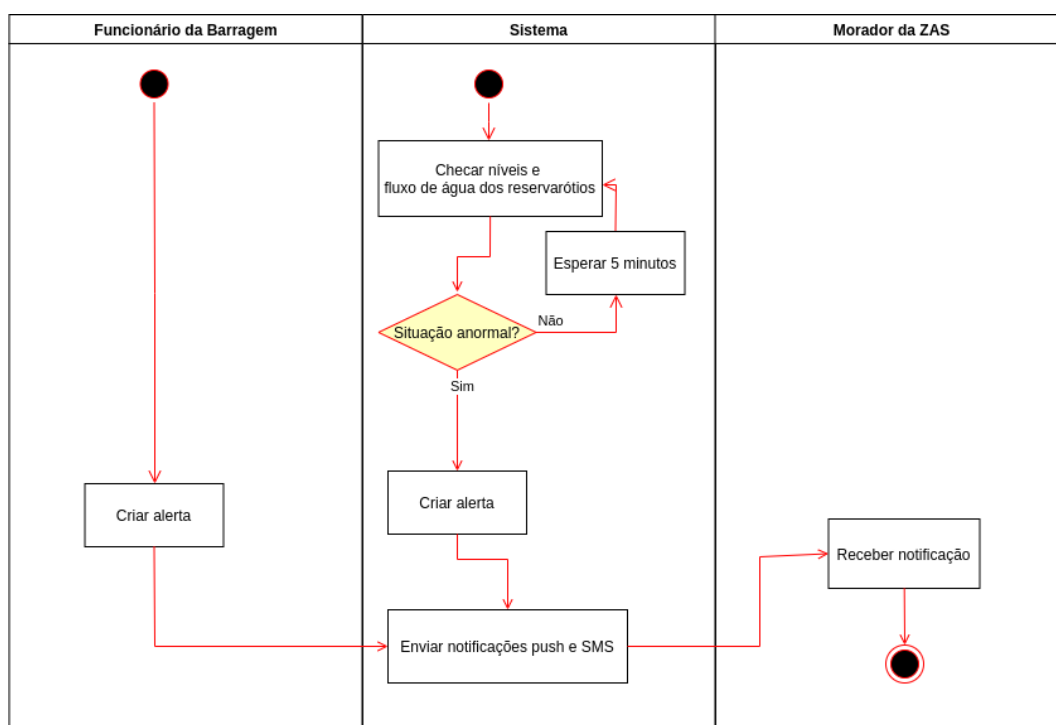 Funcionário da Barragem
Sistema
Morador da ZAS
Checar níveis e
fluxo de água dos reservarótios
Esperar 5 minutos
Situação anormal?
Não
Sim
Criar alerta
Criar alerta
Receber notificação
Enviar notificações push e SMS